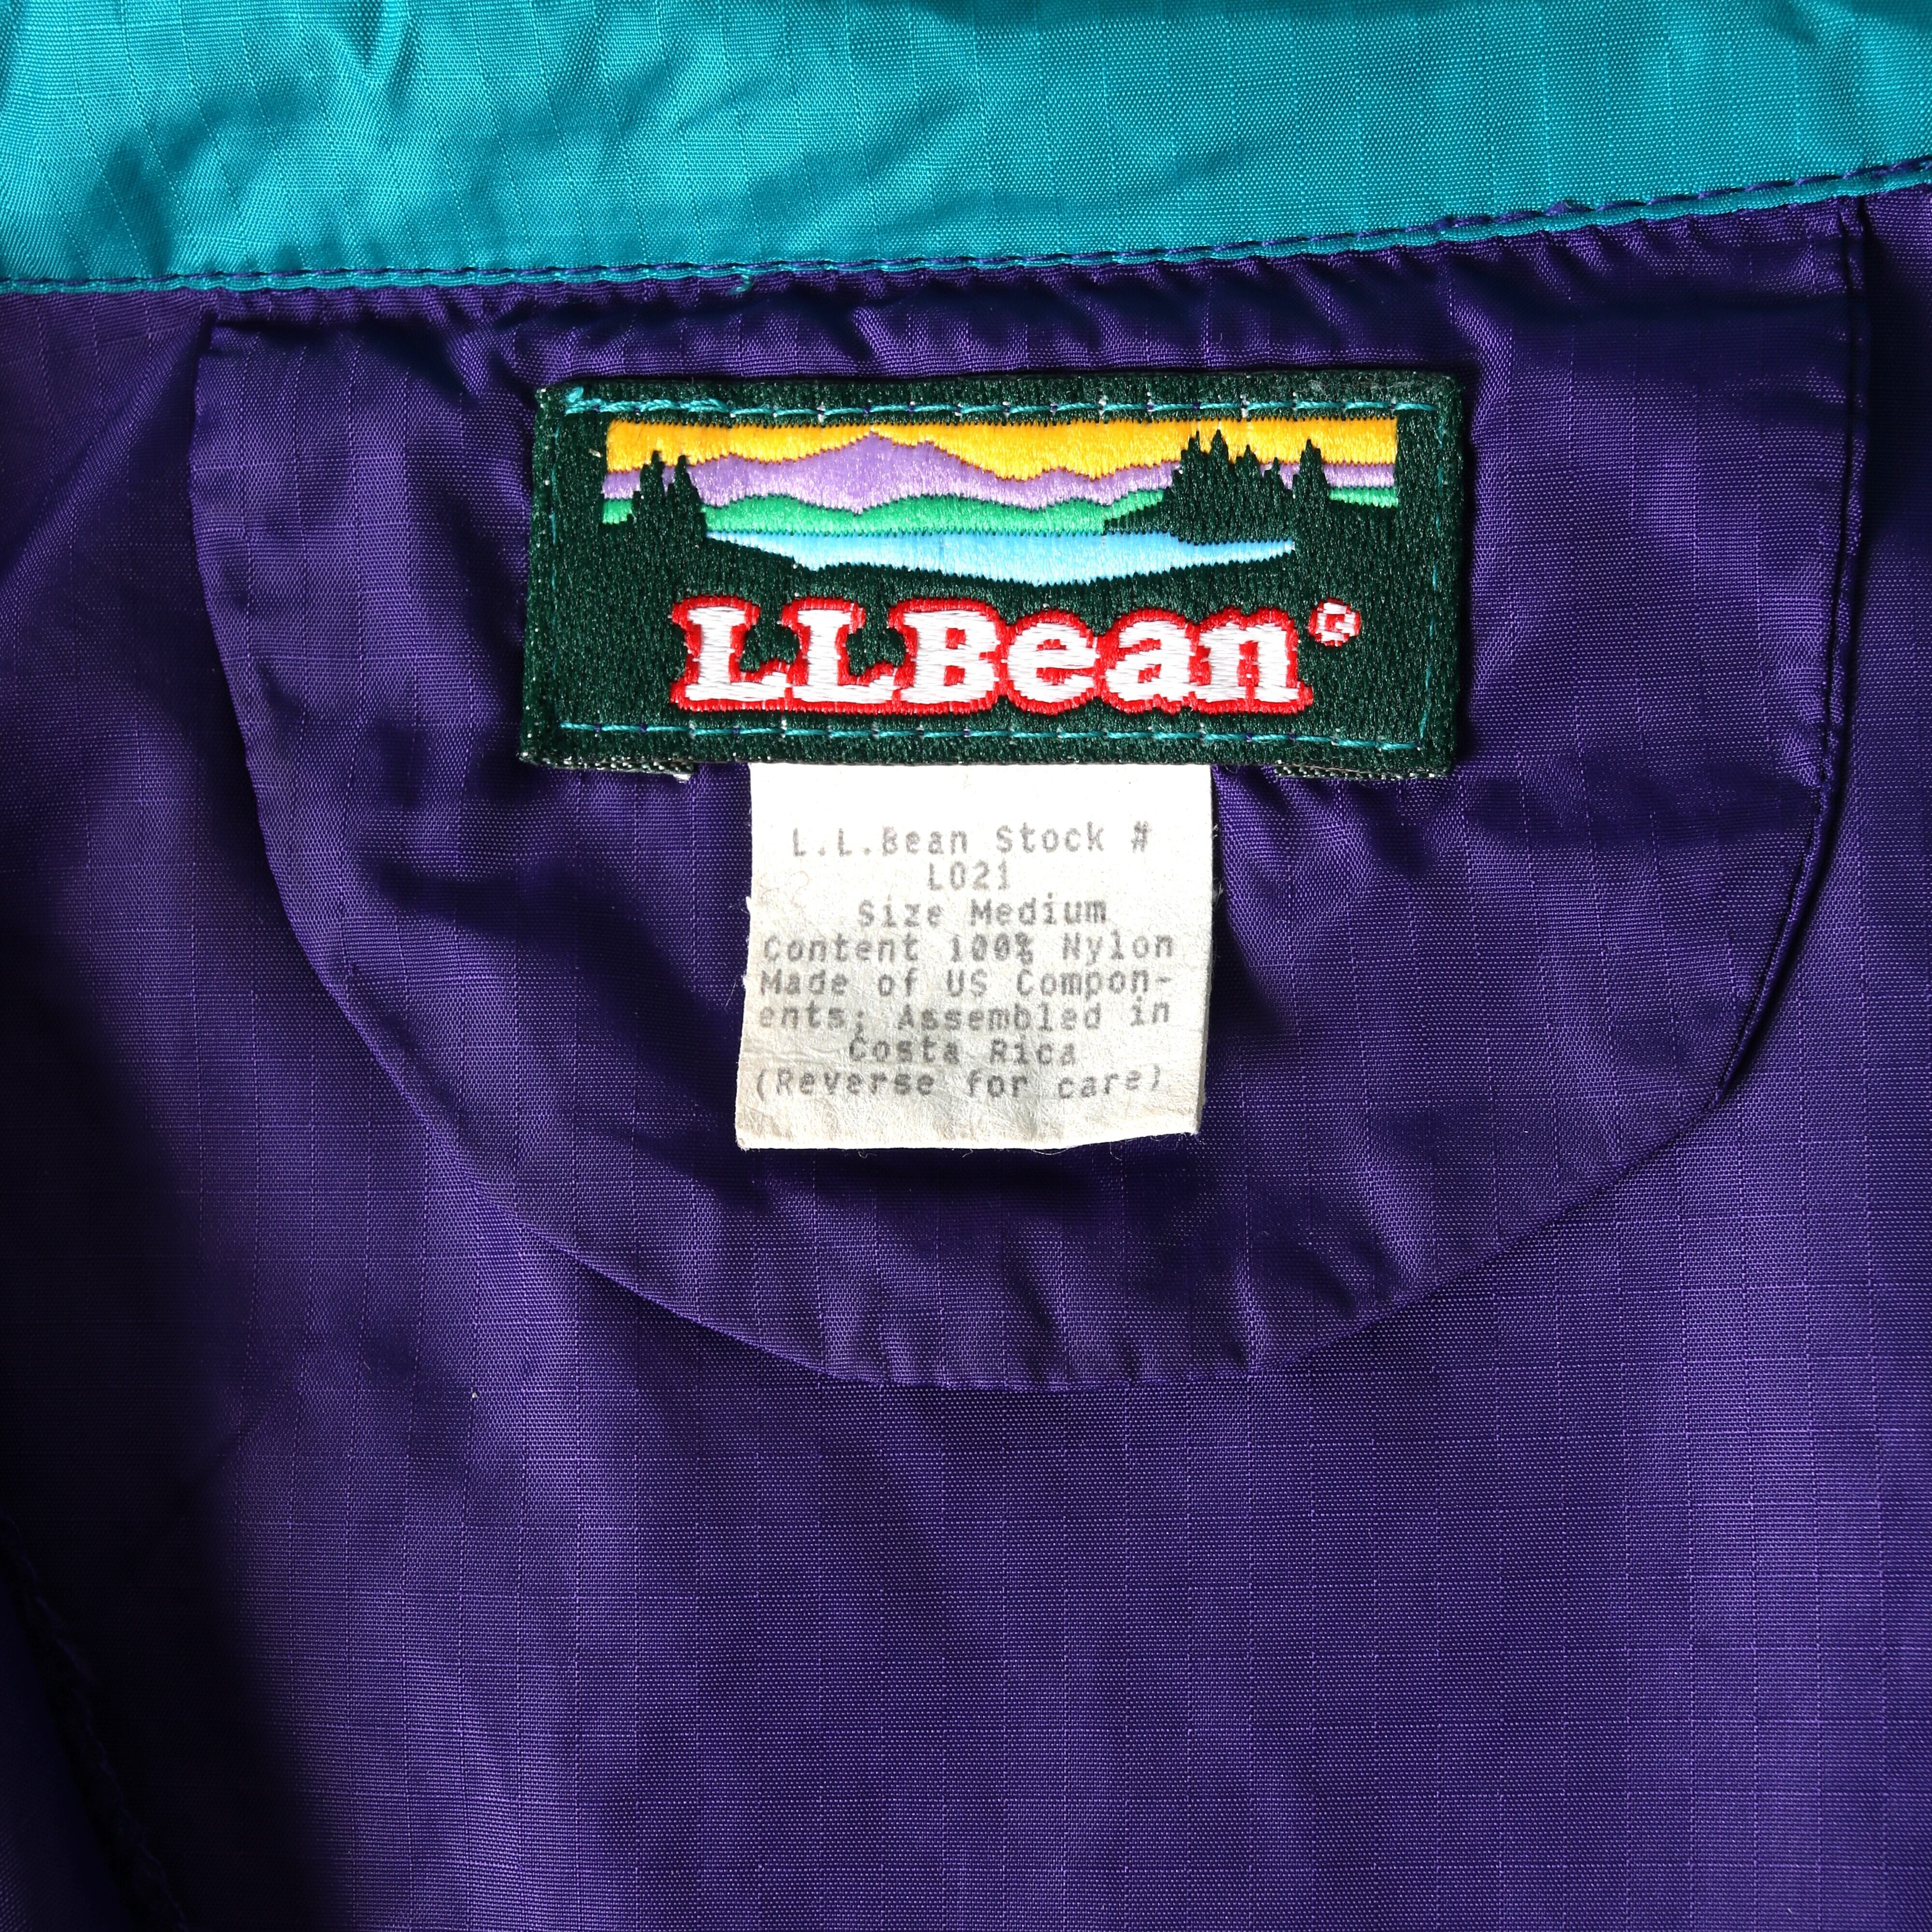 LLBean®
L.L.Bean Stock #
L021
Size Medium
Content 100% Nylon
Made of US Compon-
ents; Assembled in
Costa Rica
(Reverse for care)